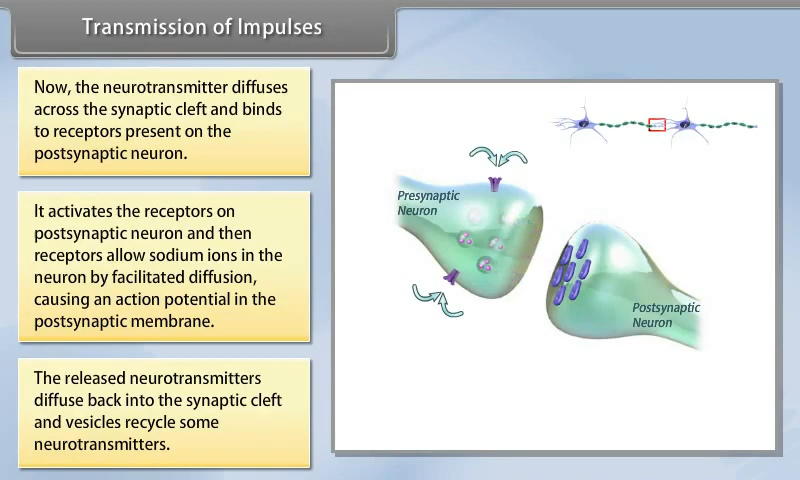 Transmission of Impulses
Now, the neurotransmitter diffuses
across the synaptic cleft and binds
to receptors present on the
postsynaptic neuron.
It activates the receptors on
postsynaptic neuron and then
receptors allow sodium ions in the
neuron by facilitated diffusion,
causing an action potential in the
postsynaptic membrane.
The released neurotransmitters
diffuse back into the synaptic cleft
and vesicles recycle some
neurotransmitters.
Presynaptic
Neuron
Postsynaptic
Neuron